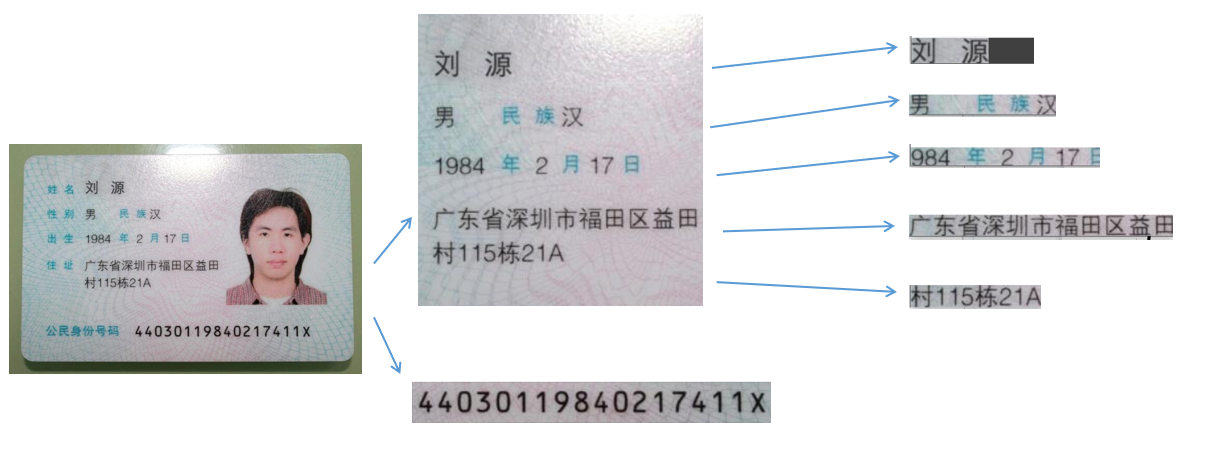 姓名 刘 源
性别 男 民族 汉
出生 1984 年 2 月 17 日
住址 广东省深圳市福田区益田
村115栋21A
公民身份号码 44030119840217411X
刘 源
男 民族 汉
1984 年 2 月 17 日
广东省深圳市福田区益田
村115栋21A
44030119840217411X
刘 源
男 民族 汉
984 年 2 月 17 日
广东省深圳市福田区益田
村115栋21A